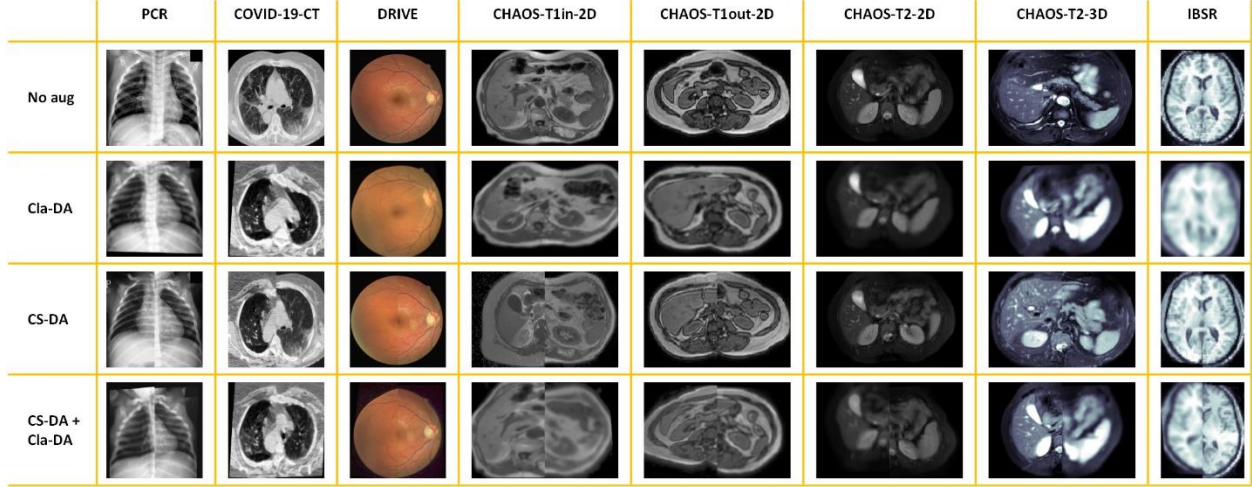 PCR COVID-19-CT DRIVE CHAOS-T1in-2D CHAOS-T1out-2D CHAOS-T2-2D CHAOS-T2-3D IBSR
No aug
Cla-DA
CS-DA
CS-DA +
Cla-DA